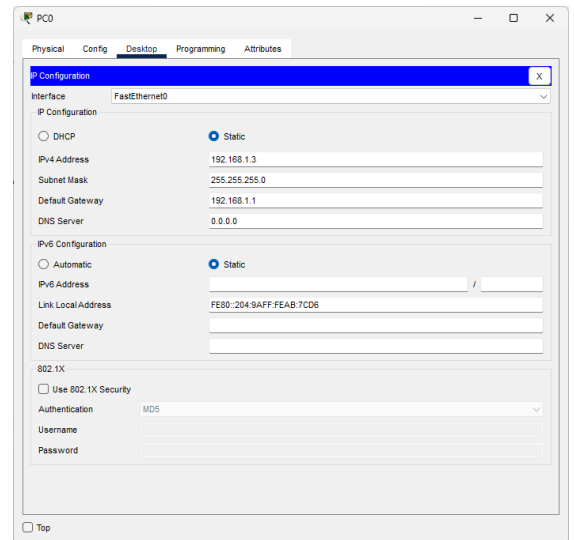 PC0
Physical Config Desktop Programming Attributes
IP Configuration X
Interface FastEthernet0
IP Configuration
DHCP Static
IPv4 Address 192.168.1.3
Subnet Mask 255.255.255.0
Default Gateway 192.168.1.1
DNS Server 0.0.0.0
IPv6 Configuration
Automatic Static
IPv6 Address /
Link Local Address FE80::204:9AFF:FEAB:7CD6
Default Gateway
DNS Server
802.1X
Use 802.1X Security
Authentication MD5
Username
Password
Top